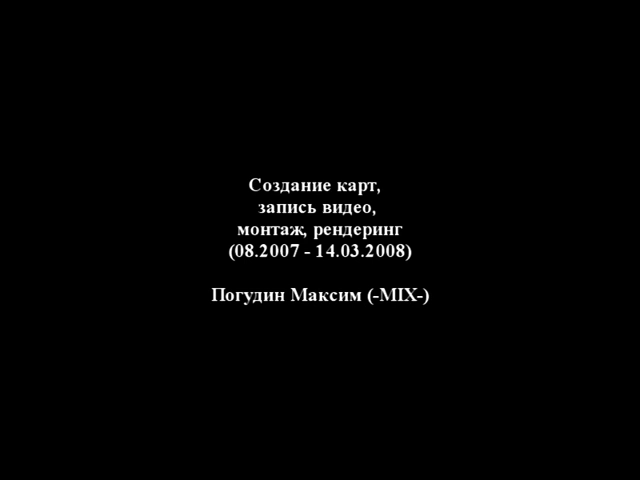 Создание карт,
запись видео,
монтаж, рендеринг
(08.2007 - 14.03.2008)
Погудин Максим (-MIX-)